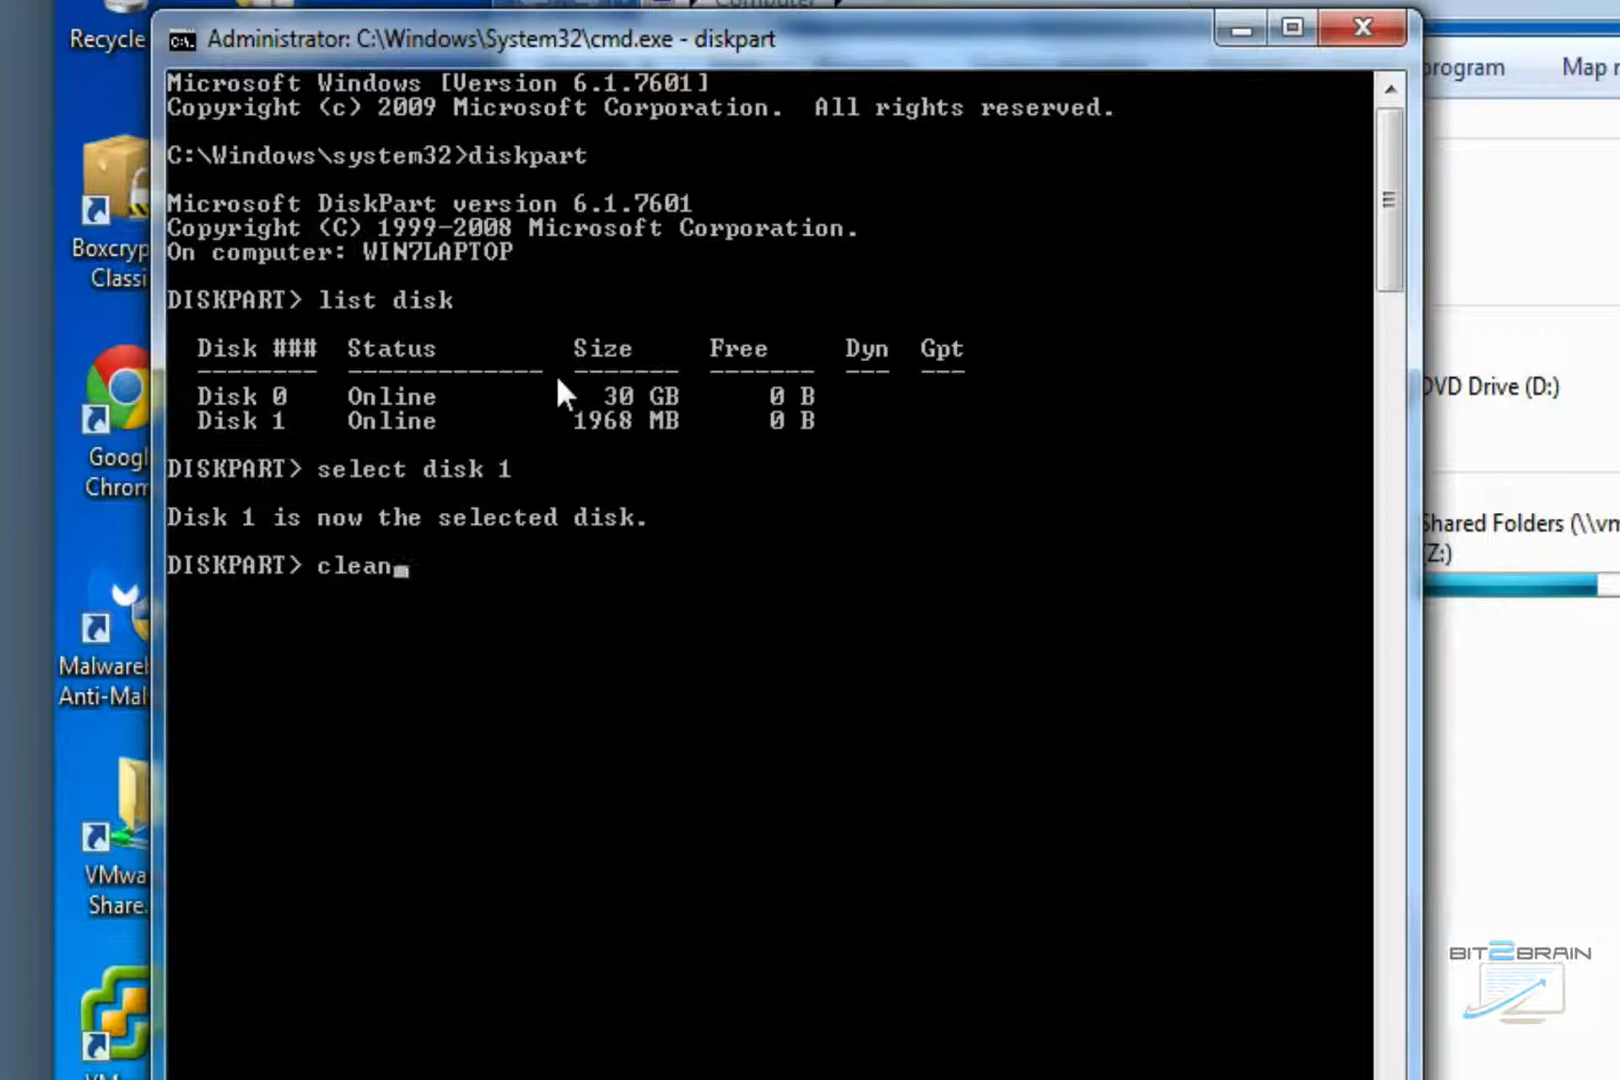 Computer
Recycle
Administrator: C:\Windows\System32\cmd.exe - diskpart
program
Map
Microsoft Windows [Version 6.1.7601]
Copyright (c) 2009 Microsoft Corporation.  All rights reserved.
C:\Windows\system32>diskpart
Microsoft DiskPart version 6.1.7601
Copyright (C) 1999-2008 Microsoft Corporation.
On computer: WIN7LAPTOP
DISKPART> list disk
Disk ###  Status         Size     Free     Dyn  Gpt
--------  -------------  -------  -------  ---  ---
Disk 0    Online           30 GB      0 B
Disk 1    Online         1968 MB      0 B
DISKPART> select disk 1
Disk 1 is now the selected disk.
DISKPART> clean
Boxcryp
Classi
Googl
Chrom
Malware
Anti-Mal
VMwa
Share.
DVD Drive (D:)
Shared Folders (\\vm
(Z:)
BIT2BRAIN